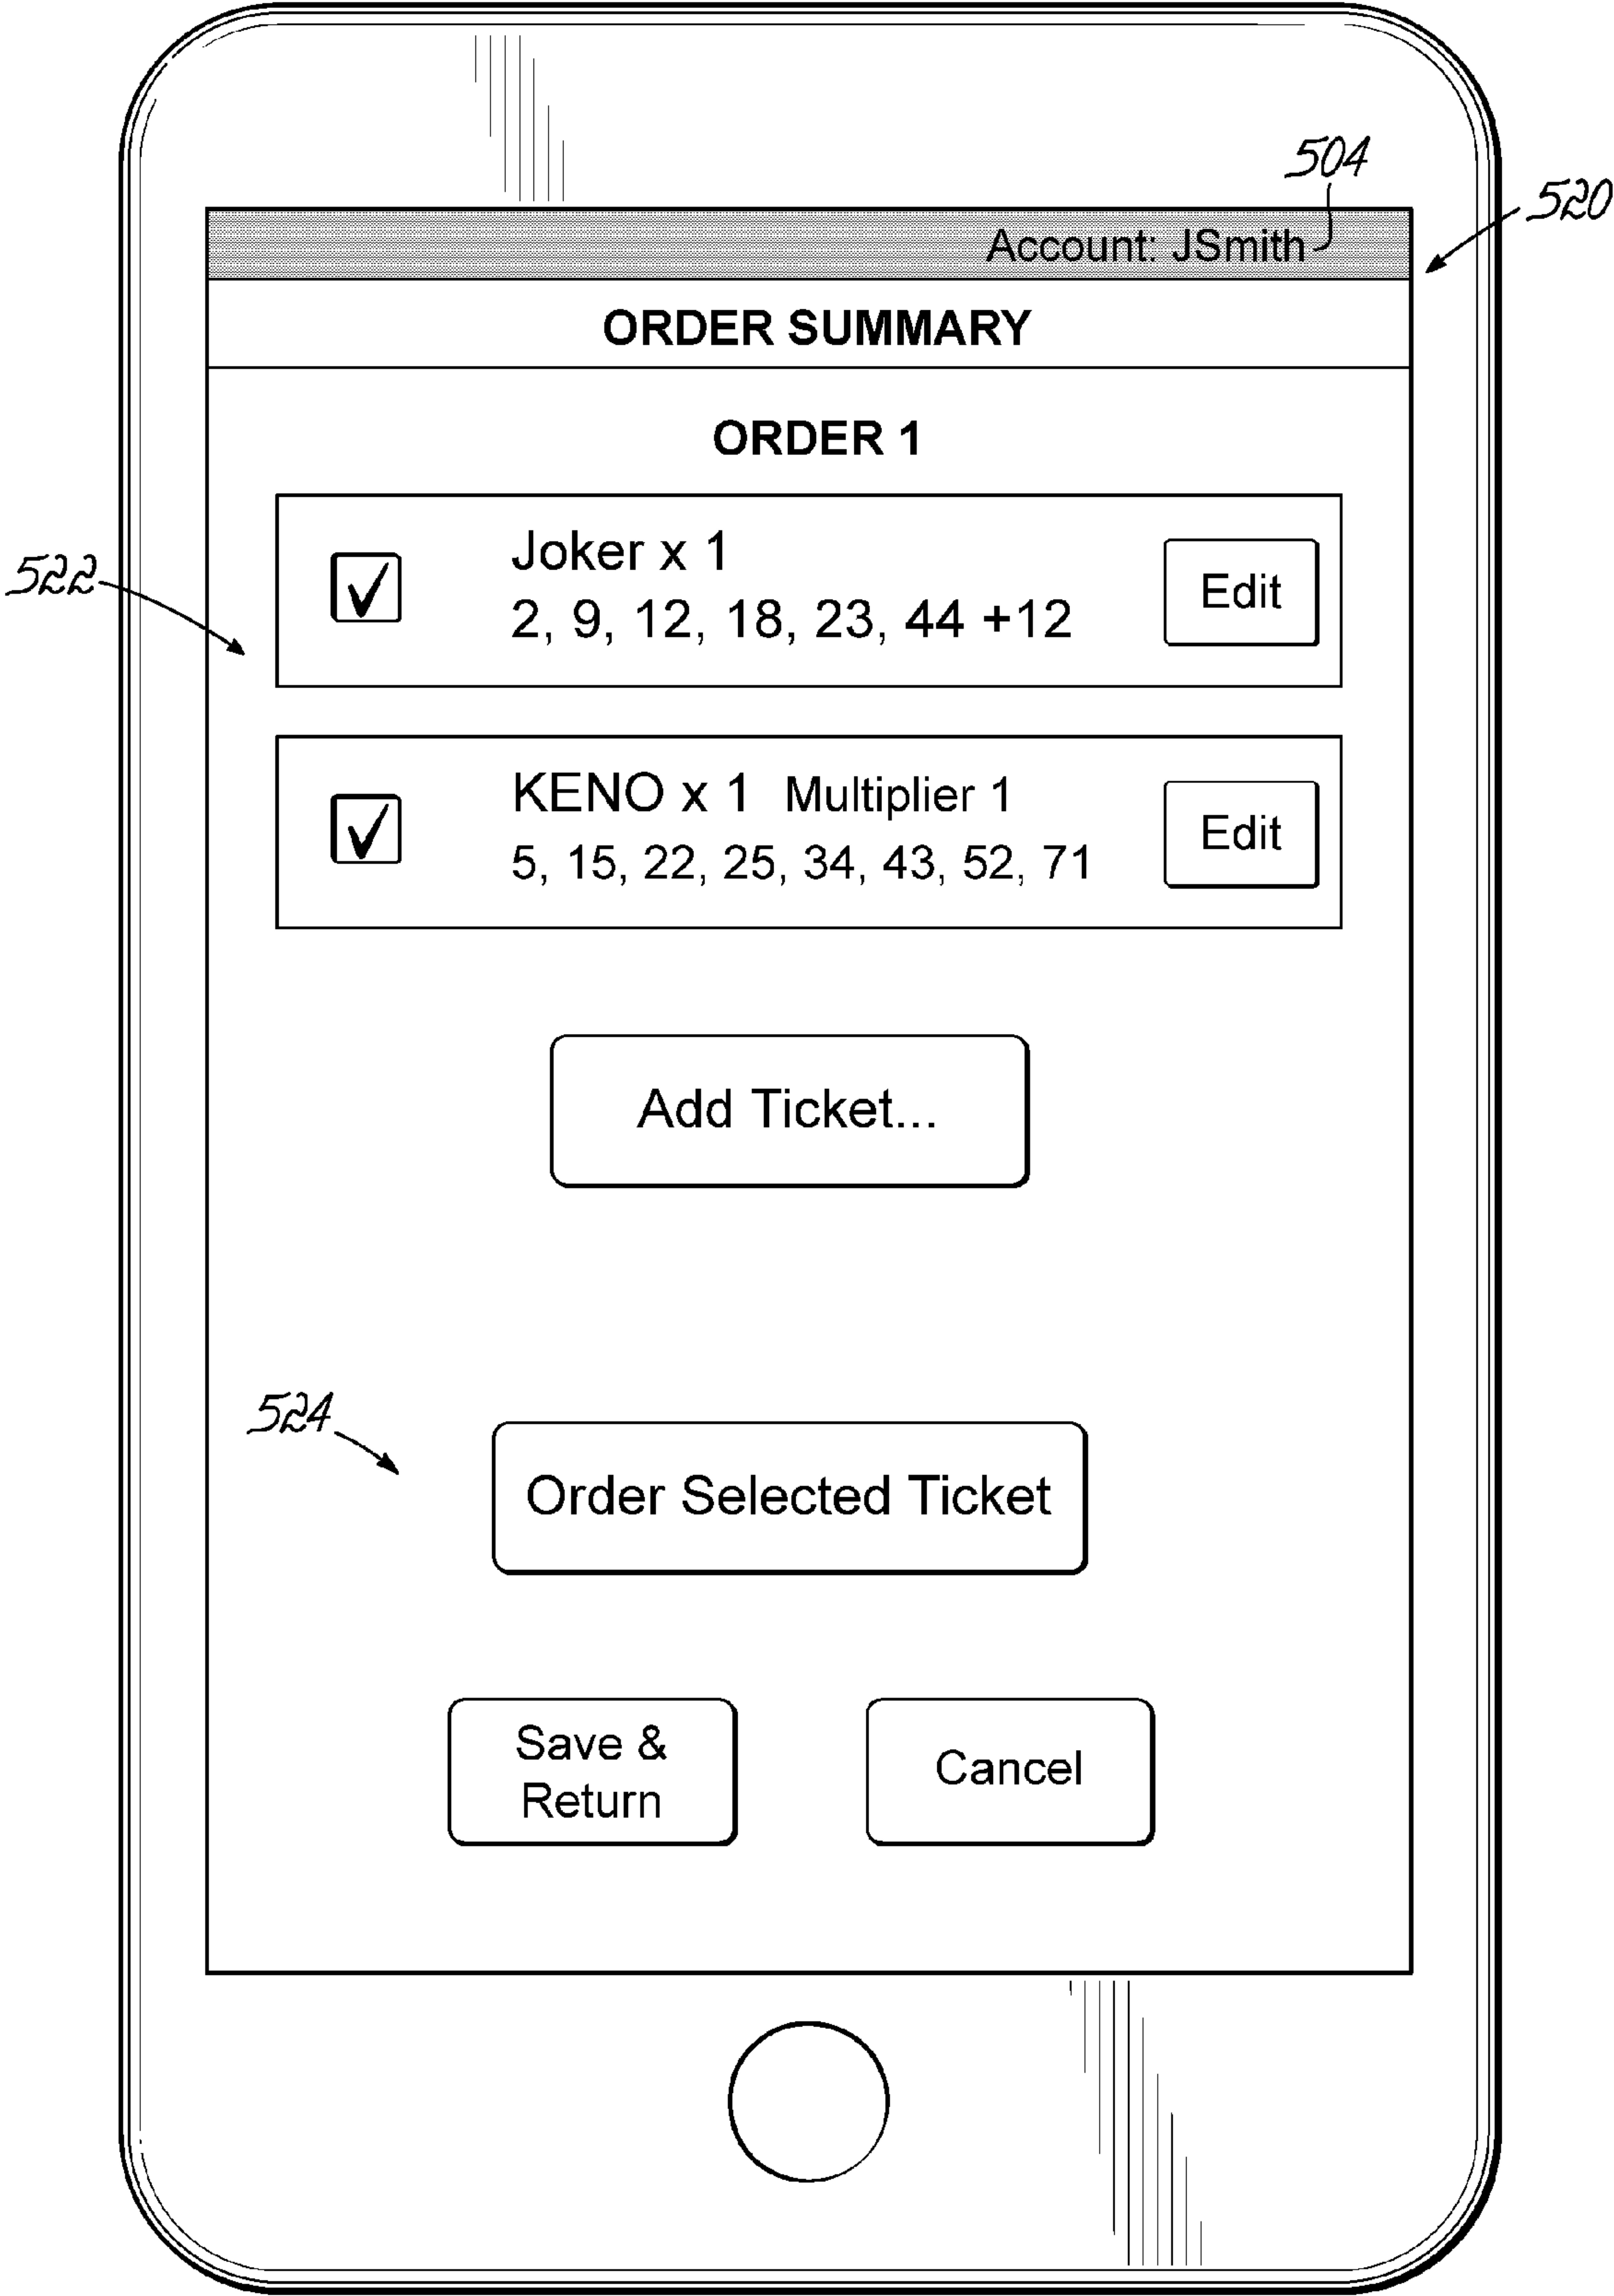 504
520
Account: JSmith
ORDER SUMMARY
ORDER 1
522
Joker x 1
2, 9, 12, 18, 23, 44 +12
Edit
KENO x 1 Multiplier 1
5, 15, 22, 25, 34, 43, 52, 71
Edit
Add Ticket...
524
Order Selected Ticket
Save &
Return
Cancel